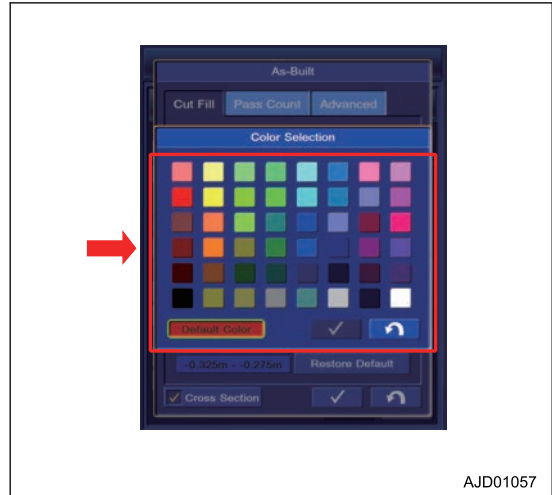 As-Built
Cut Fill Pass Count Advanced
Color Selection
Default Color
-0.325m - -0.275m Restore Default
Cross Section
AJD01057